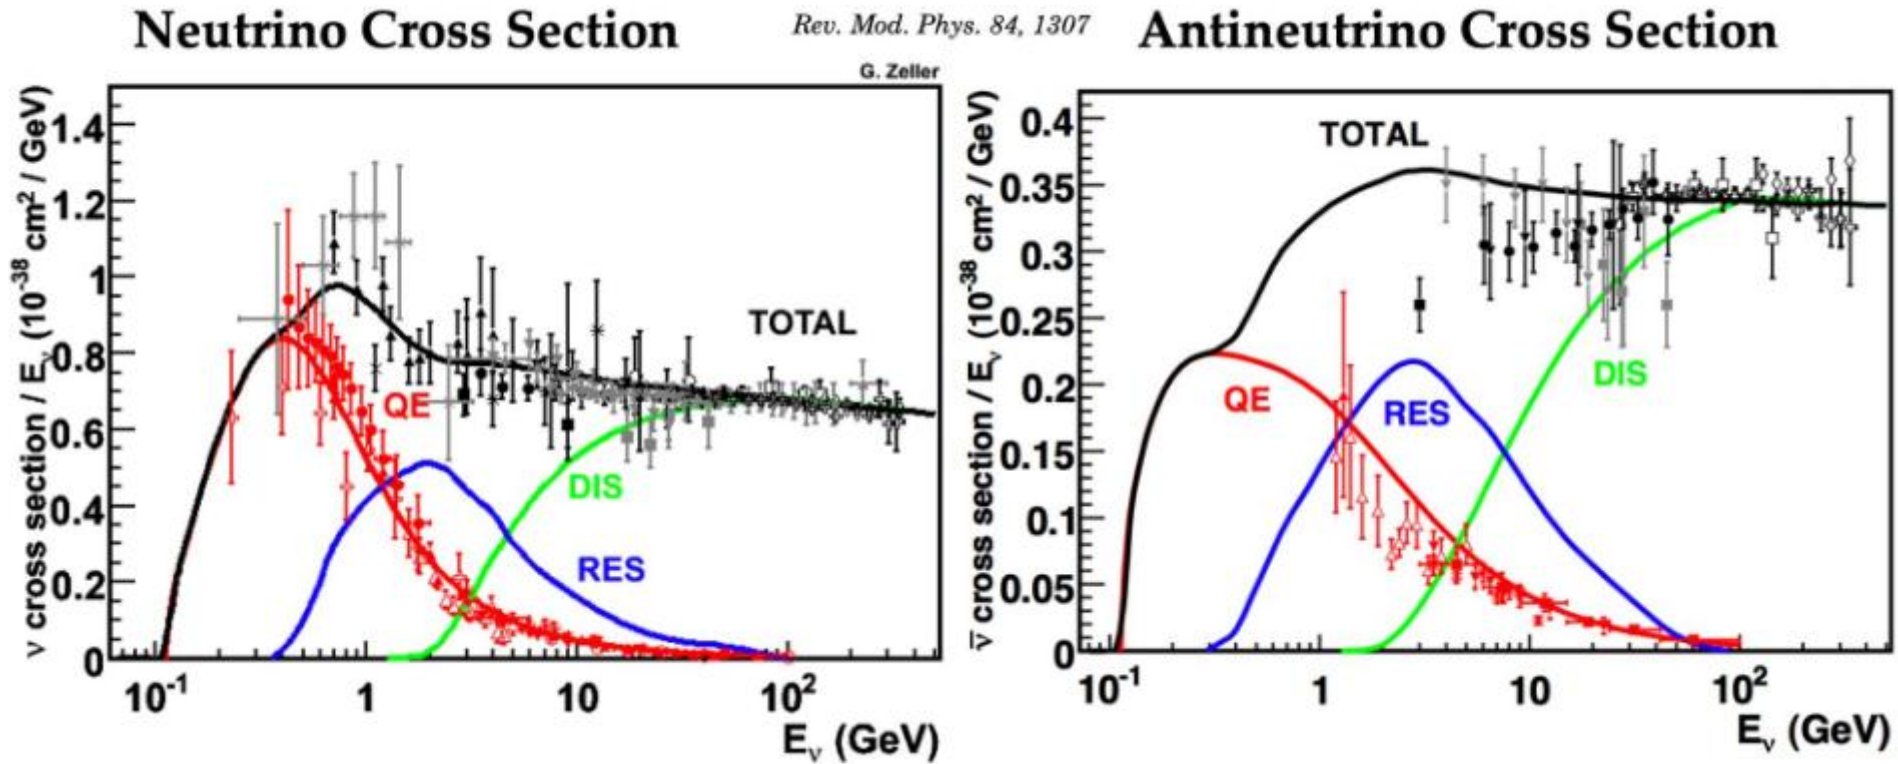 Neutrino Cross Section
Rev. Mod. Phys. 84, 1307
Antineutrino Cross Section
G. Zeller
ν cross section / Eν (10⁻³⁸ cm² / GeV)
1.4
1.2
1
0.8
0.6
0.4
0.2
0
TOTAL
QE
DIS
RES
10⁻¹
1
10
10²
Eν (GeV)
ν̄ cross section / Eν (10⁻³⁸ cm² / GeV)
0.4
0.35
0.3
0.25
0.2
0.15
0.1
0.05
0
TOTAL
QE
RES
DIS
10⁻¹
1
10
10²
Eν (GeV)